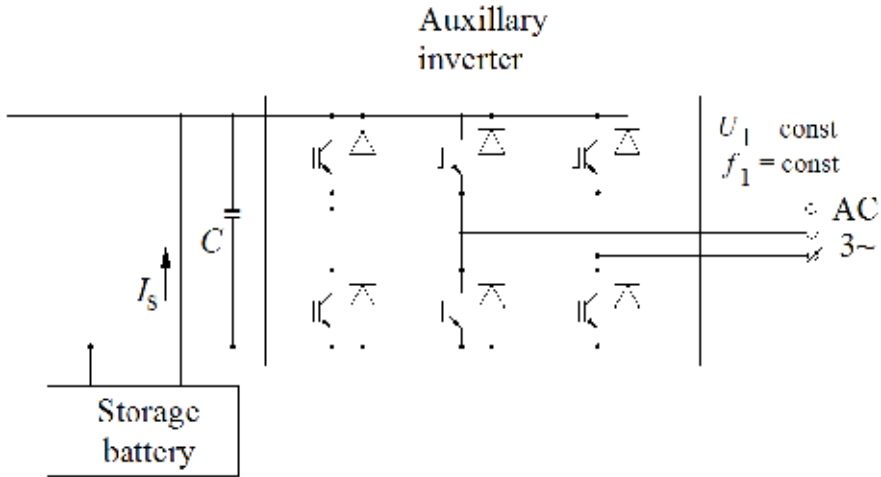 Auxillary
inverter
U1 const
f1 = const
AC
3~
C
Is
Storage
battery